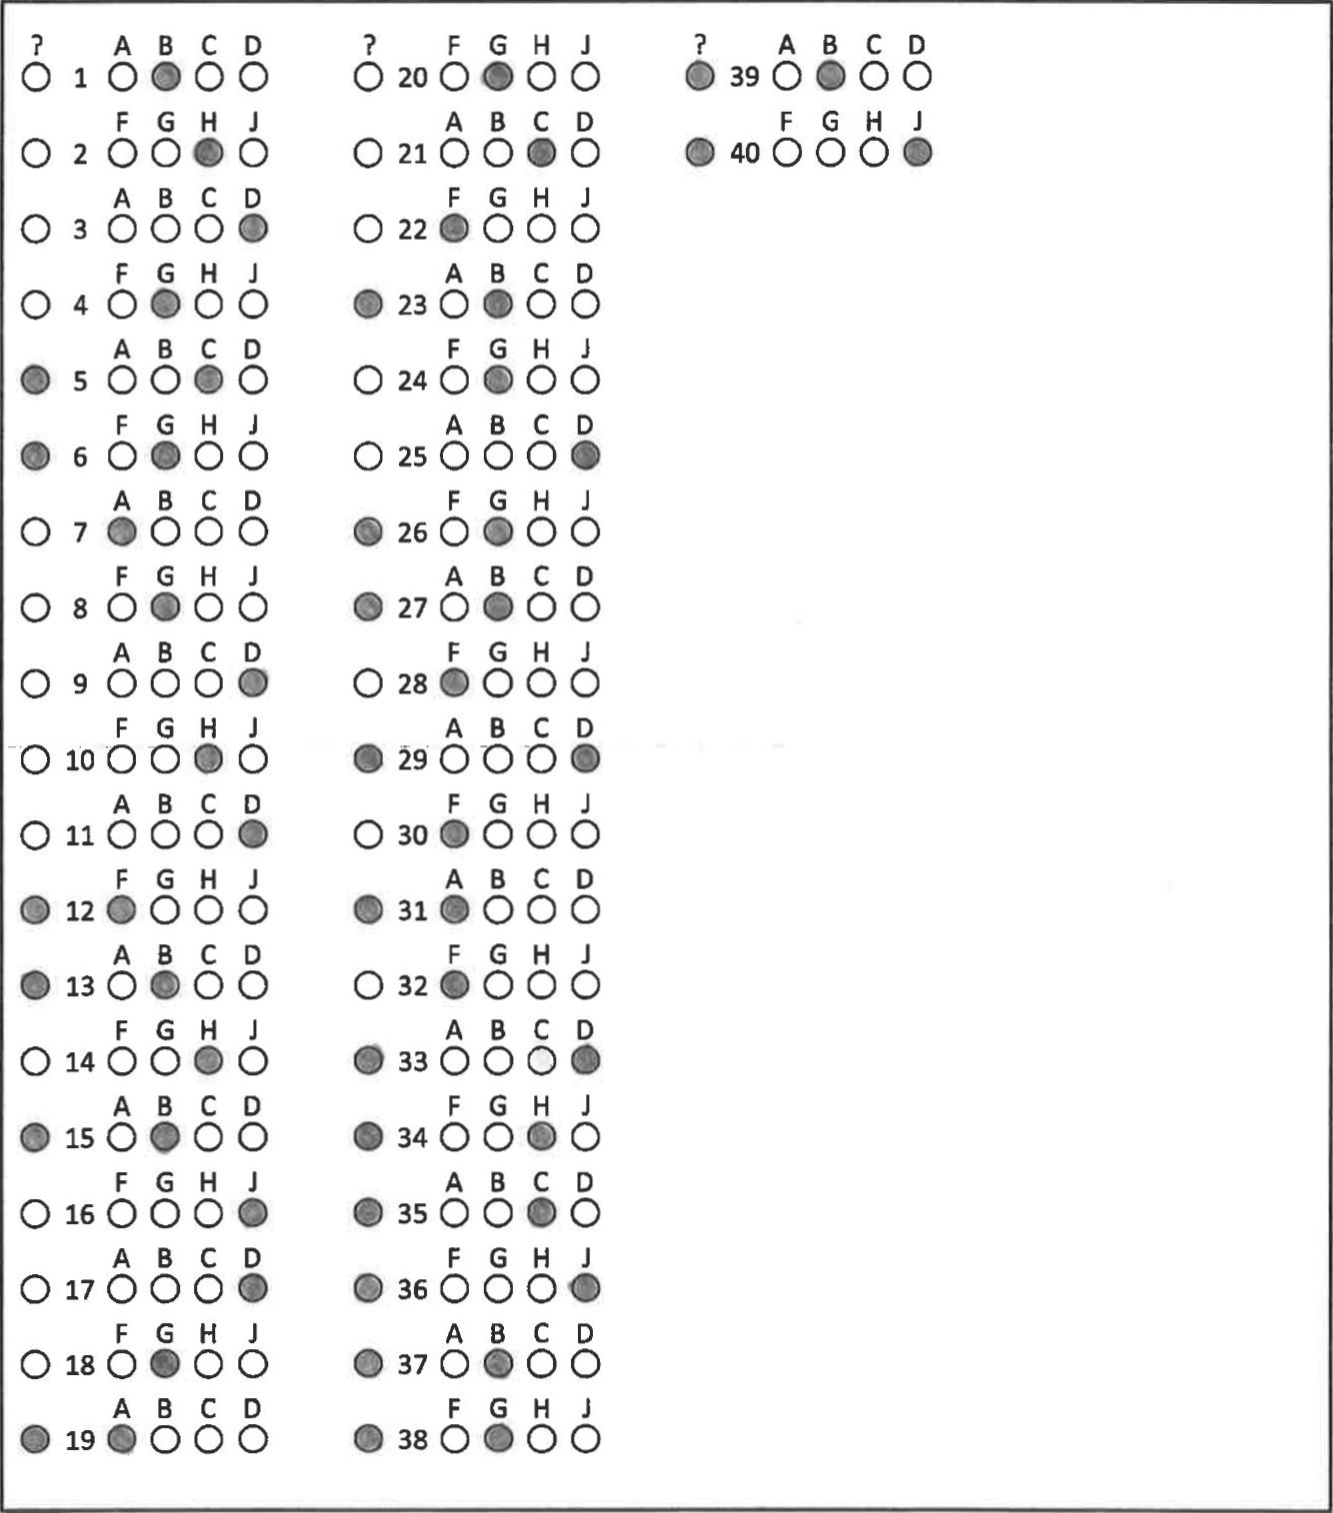 ? A B C D
1
F G H J
2
A B C D
3
F G H J
4
A B C D
5
F G H J
6
A B C D
7
F G H J
8
A B C D
9
F G H J
10
A B C D
11
F G H J
12
A B C D
13
F G H J
14
A B C D
15
F G H J
16
A B C D
17
F G H J
18
A B C D
19
? F G H J
20
A B C D
21
F G H J
22
A B C D
23
F G H J
24
A B C D
25
F G H J
26
A B C D
27
F G H J
28
A B C D
29
F G H J
30
A B C D
31
F G H J
32
A B C D
33
F G H J
34
A B C D
35
F G H J
36
A B C D
37
F G H J
38
? A B C D
39
F G H J
40